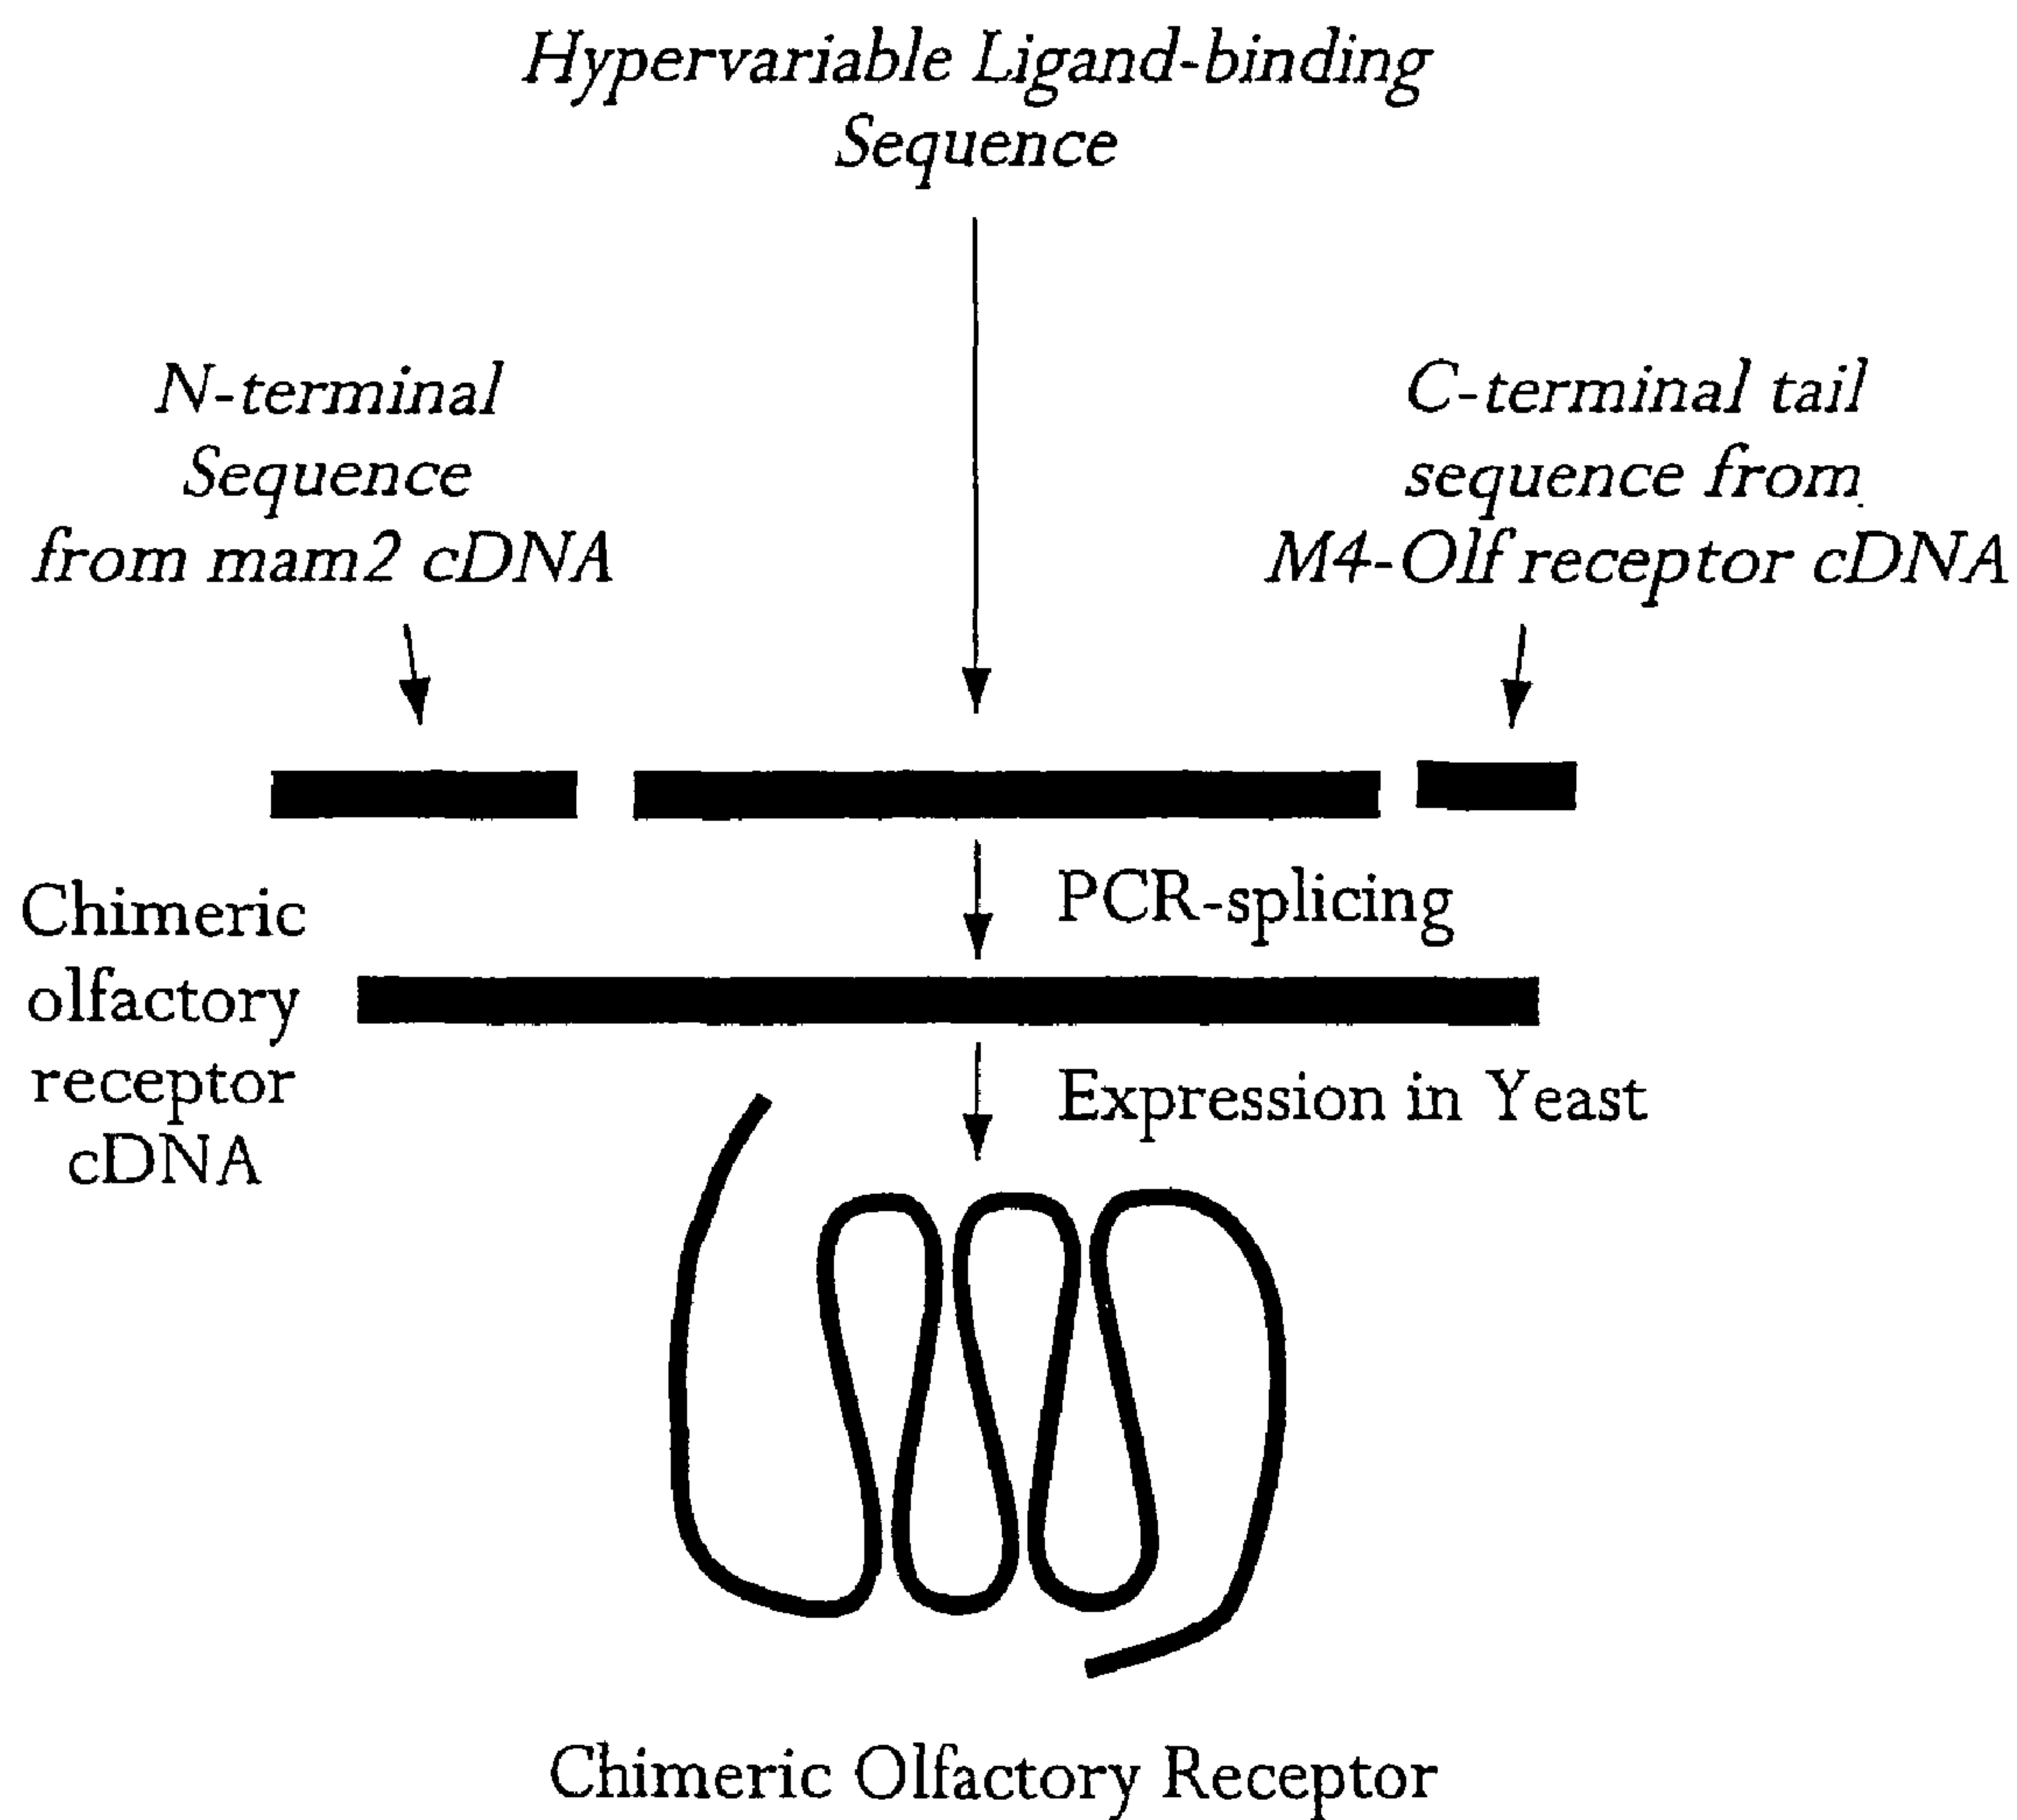 Hypervariable Ligand-binding
Sequence
N-terminal
Sequence
from mam2 cDNA
C-terminal tail
sequence from
M4-Olf receptor cDNA
PCR-splicing
Chimeric
olfactory
receptor
cDNA
Expression in Yeast
Chimeric Olfactory Receptor